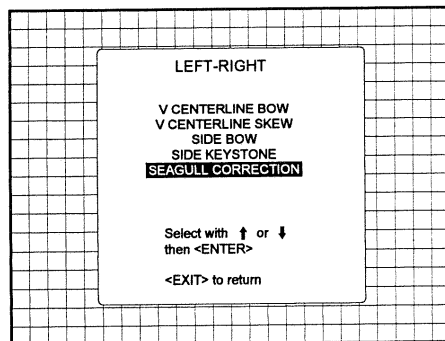 LEFT-RIGHT
V CENTERLINE BOW
V CENTERLINE SKEW
SIDE BOW
SIDE KEYSTONE
SEAGULL CORRECTION
Select with ↑ or ↓
then <ENTER>
<EXIT> to return